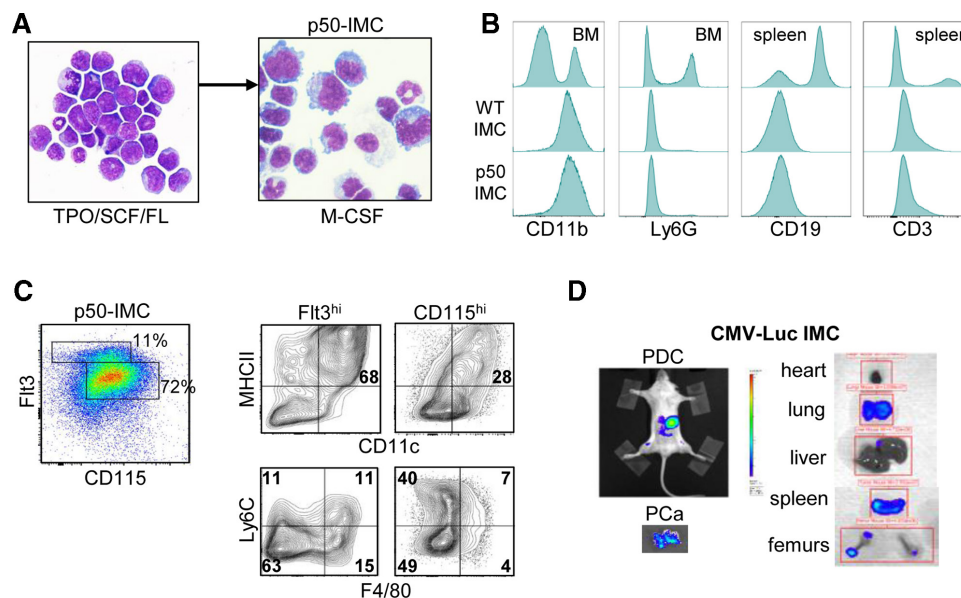 A
p50-IMC
TPO/SCF/FL
M-CSF
B
BM
BM
spleen
spleen
WT
IMC
p50
IMC
CD11b
Ly6G
CD19
CD3
C
p50-IMC
11%
72%
Flt3
CD115
Flt3hi
CD115hi
MHCII
68
28
CD11c
Ly6C
11
11
63
15
40
7
49
4
F4/80
D
CMV-Luc IMC
PDC
PCa
heart
lung
liver
spleen
femurs